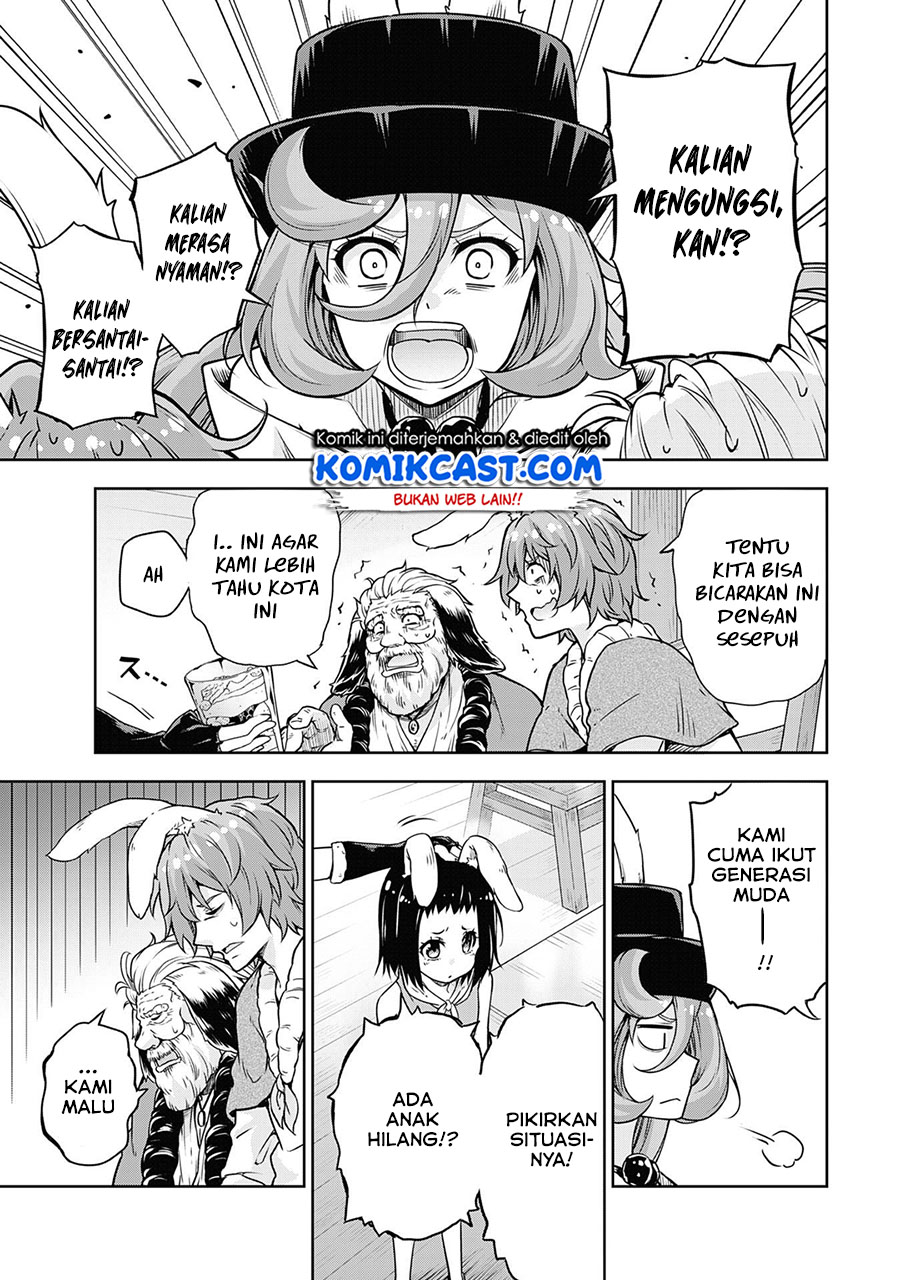 KALIAN
MENGUNGSI,
KAN!?
KALIAN
MERASA
NYAMAN!?
KALIAN
BERSANTAI-
SANTAI!?
Komik ini diterjemahkan & diedit oleh
KOMIKCAST.COM
BUKAN WEB LAIN!!
TENTU
KITA BISA
BICARAKAN INI
DENGAN
SESEPUH
I.. INI AGAR
KAMI LEBIH
TAHU KOTA
INI
AH
ス...
KAMI
CUMA IKUT
GENERASI
MUDA
—
!!
PIKIRKAN
SITUASI-
NYA!
ADA
ANAK
HILANG!?
...
KAMI
MALU